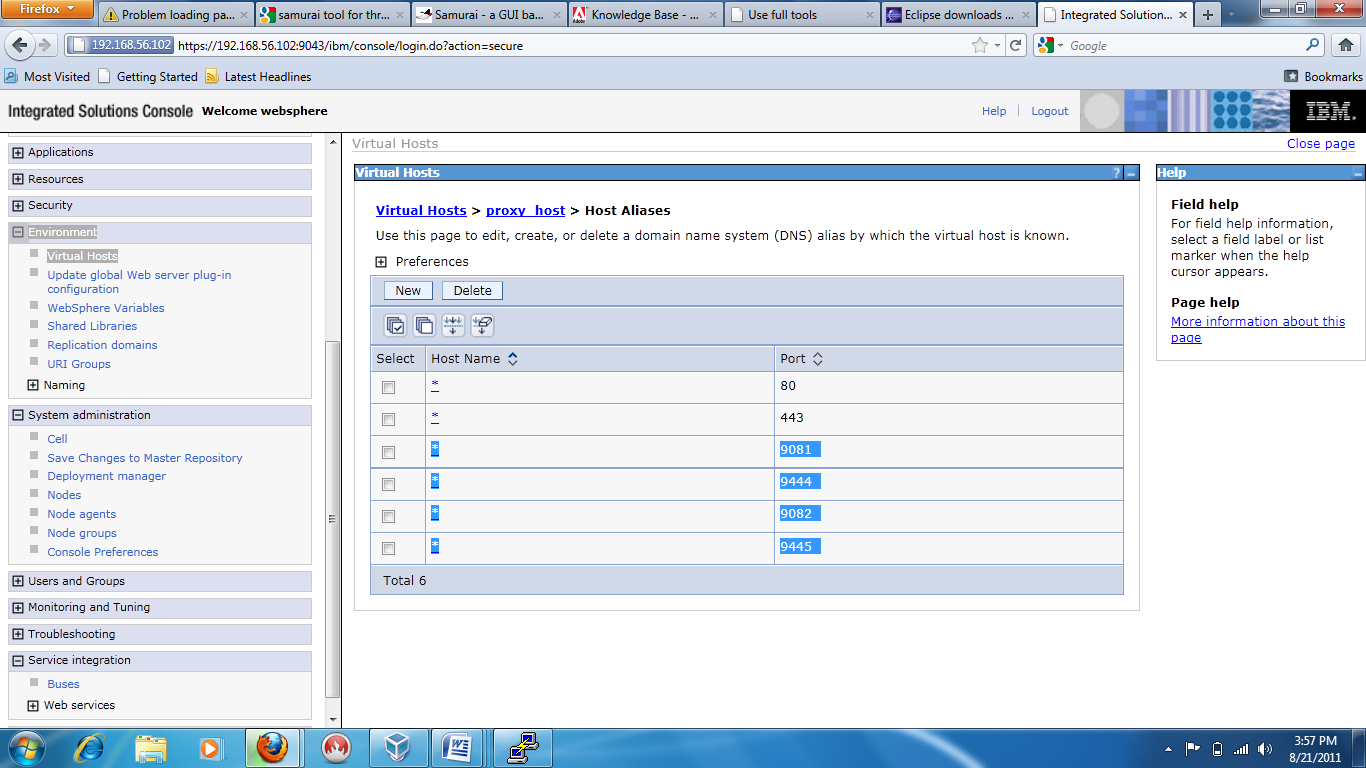 Firefox
Problem loading pa...
samurai tool for thr...
Samurai - a GUI ba...
Knowledge Base - ...
Use full tools
Eclipse downloads ...
Integrated Solution...
192.168.56.102 https://192.168.56.102:9043/ibm/console/login.do?action=secure
Google
Most Visited Getting Started Latest Headlines
Bookmarks
Integrated Solutions Console Welcome websphere
Help Logout
IBM.
Applications
Resources
Security
Environment
Virtual Hosts
Update global Web server plug-in
configuration
WebSphere Variables
Shared Libraries
Replication domains
URI Groups
Naming
System administration
Cell
Save Changes to Master Repository
Deployment manager
Nodes
Node agents
Node groups
Console Preferences
Users and Groups
Monitoring and Tuning
Troubleshooting
Service integration
Buses
Web services
Virtual Hosts
Close page
Virtual Hosts
?
Virtual Hosts > proxy_host > Host Aliases
Use this page to edit, create, or delete a domain name system (DNS) alias by which the virtual host is known.
Preferences
New Delete
Select Host Name Port
* 80
* 443
* 9081
* 9444
* 9082
* 9445
Total 6
Help
Field help
For field help information,
select a field label or list
marker when the help
cursor appears.
Page help
More information about this
page
3:57 PM
8/21/2011